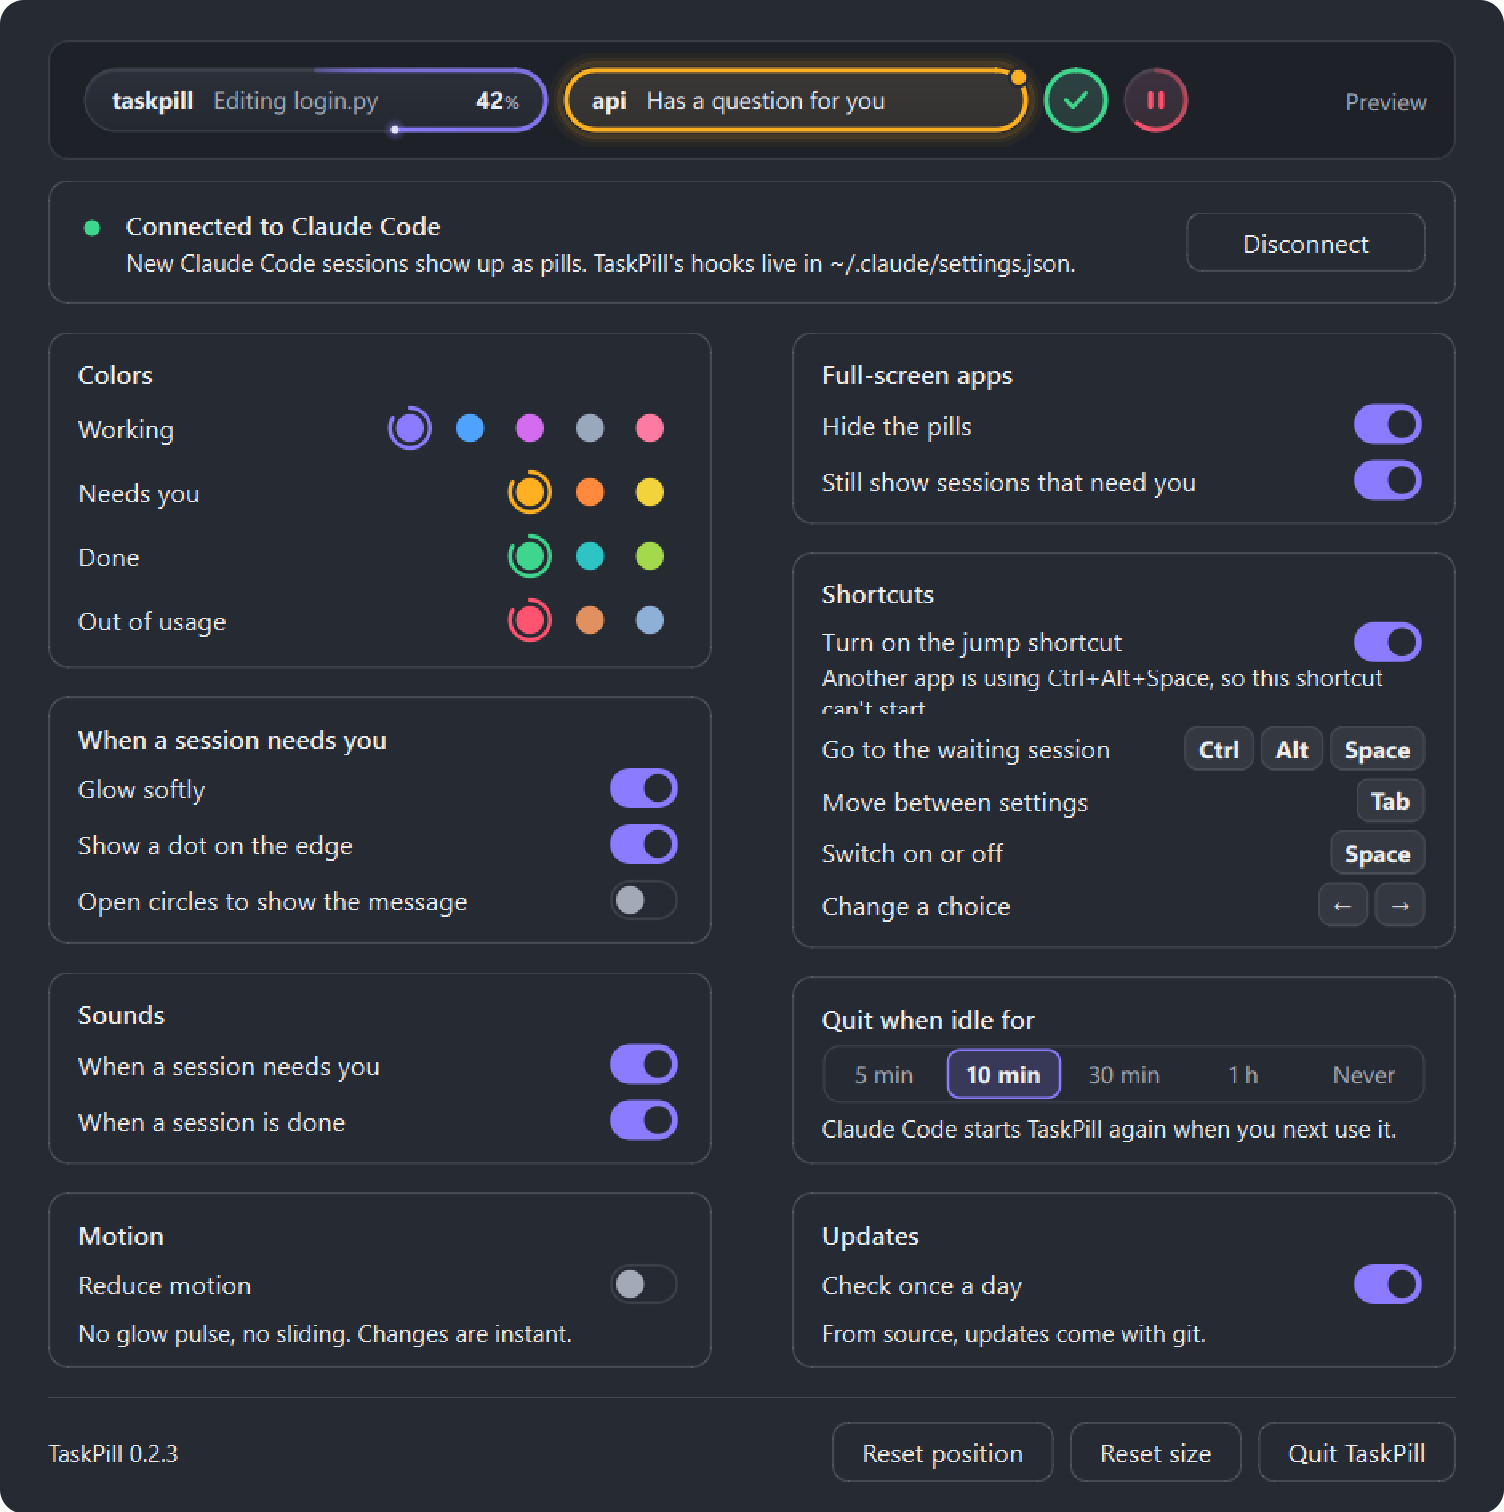 taskpill Editing login.py 42%
api Has a question for you
Preview
Connected to Claude Code
New Claude Code sessions show up as pills. TaskPill's hooks live in ~/.claude/settings.json.
Disconnect
Colors
Working
Needs you
Done
Out of usage
When a session needs you
Glow softly
Show a dot on the edge
Open circles to show the message
Sounds
When a session needs you
When a session is done
Motion
Reduce motion
No glow pulse, no sliding. Changes are instant.
Full-screen apps
Hide the pills
Still show sessions that need you
Shortcuts
Turn on the jump shortcut
Another app is using Ctrl+Alt+Space, so this shortcut
can't start
Go to the waiting session Ctrl Alt Space
Move between settings Tab
Switch on or off Space
Change a choice ← →
Quit when idle for
5 min 10 min 30 min 1 h Never
Claude Code starts TaskPill again when you next use it.
Updates
Check once a day
From source, updates come with git.
TaskPill 0.2.3
Reset position Reset size Quit TaskPill